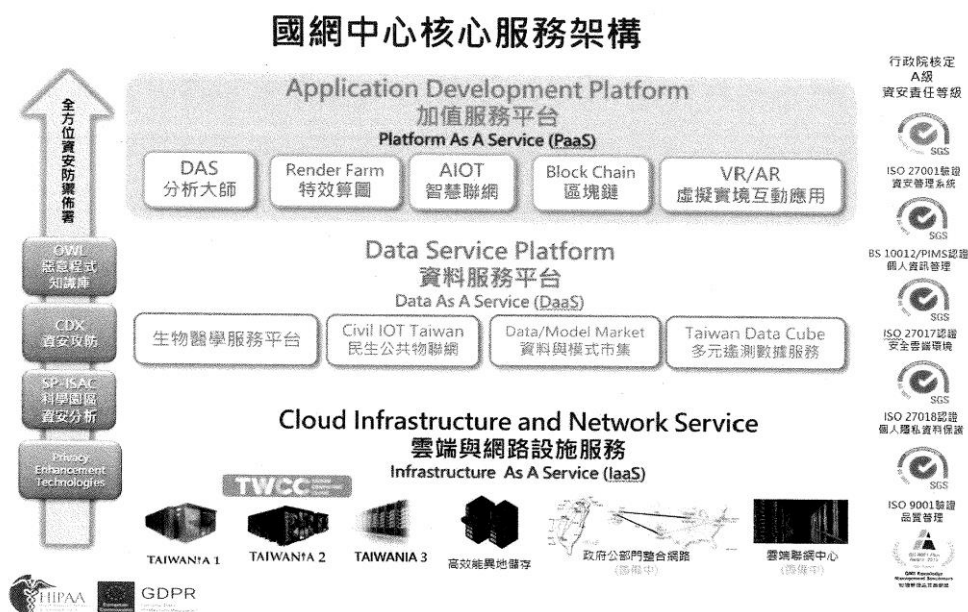 國網中心核心服務架構
全方位資安防禦佈署
OWL
惡意程式
知識庫
CDX
資安攻防
SP-ISAC
科學園區
資安分析
Privacy
Enhancement
Technologies
Application Development Platform
加值服務平台
Platform As A Service (PaaS)
DAS
分析大師
Render Farm
特效算圖
AIOT
智慧聯網
Block Chain
區塊鏈
VR/AR
虛擬實境互動應用
Data Service Platform
資料服務平台
Data As A Service (DaaS)
生物醫學服務平台
Civil IOT Taiwan
民生公共物聯網
Data/Model Market
資料與模式市集
Taiwan Data Cube
多元遙測數據服務
Cloud Infrastructure and Network Service
雲端與網路設施服務
Infrastructure As A Service (IaaS)
TWCC
TAIWANIA 1
TAIWANIA 2
TAIWANIA 3
高效能異地儲存
政府公部門整合網路
(籌備中)
雲端聯網中心
(籌備中)
行政院核定
A級
資安責任等級
SGS
ISO 27001驗證
資安管理系統
SGS
BS 10012/PIMS認證
個人資訊管理
SGS
ISO 27017認證
安全雲端環境
SGS
ISO 27018認證
個人隱私資料保護
SGS
ISO 9001驗證
品質管理
HIPAA
GDPR